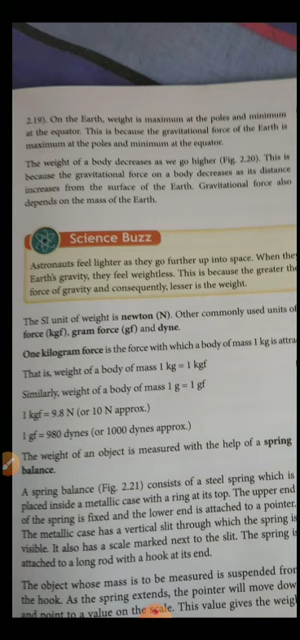 2.19). On the Earth, weight is maximum at the poles and minimum
at the equator. This is because the gravitational force of the Earth is
maximum at the poles and minimum at the equator.
The weight of a body decreases as we go higher (Fig. 2.20). This is
because the gravitational force on a body decreases as its distance
increases from the surface of the Earth. Gravitational force also
depends on the mass of the Earth.
Science Buzz
Astronauts feel lighter as they go further up into space. When they
Earth's gravity, they feel weightless. This is because the greater the
force of gravity and consequently, lesser is the weight.
The SI unit of weight is newton (N). Other commonly used units of
force (kgf), gram force (gf) and dyne.
One kilogram force is the force with which a body of mass 1 kg is attra
That is, weight of a body of mass 1 kg = 1 kgf
Similarly, weight of a body of mass 1 g = 1 gf
1 kgf = 9.8 N (or 10 N approx.)
1 gf = 980 dynes (or 1000 dynes approx.)
The weight of an object is measured with the help of a spring
balance.
A spring balance (Fig. 2.21) consists of a steel spring which is
placed inside a metallic case with a ring at its top. The upper end
of the spring is fixed and the lower end is attached to a pointer.
The metallic case has a vertical slit through which the spring is
visible. It also has a scale marked next to the slit. The spring is
attached to a long rod with a hook at its end.
The object whose mass is to be measured is suspended from
the hook. As the spring extends, the pointer will move dow
and point to a value on the scale. This value gives the weigh